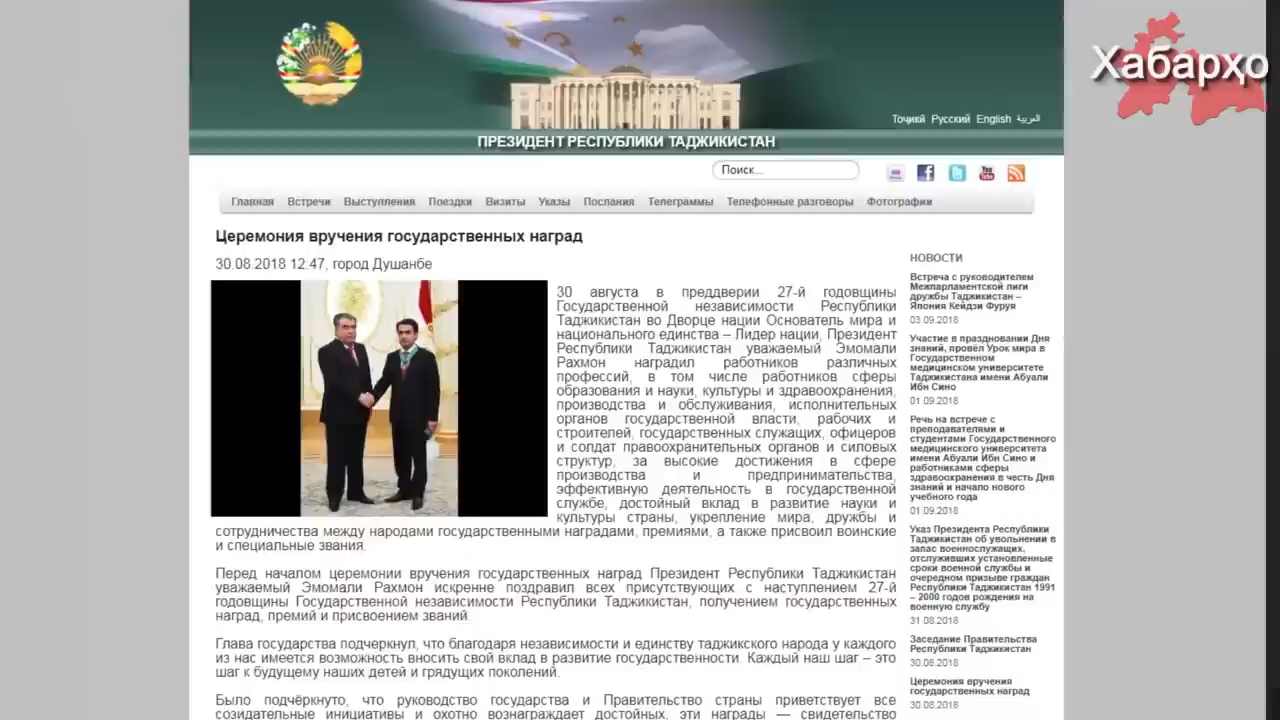 Хабарҳо
Тоҷикӣ Русский English العربية
ПРЕЗИДЕНТ РЕСПУБЛИКИ ТАДЖИКИСТАН
Поиск...
You Tube
Главная Встречи Выступления Поездки Визиты Указы Послания Телеграммы Телефонные разговоры Фотографии
Церемония вручения государственных наград
30.08.2018 12:47, город Душанбе
30 августа в преддверии 27-й годовщины
Государственной независимости Республики
Таджикистан во Дворце нации Основатель мира и
национального единства – Лидер нации, Президент
Республики Таджикистан уважаемый Эмомали
Рахмон наградил работников различных
профессий, в том числе работников сферы
образования и науки, культуры и здравоохранения,
производства и обслуживания, исполнительных
органов государственной власти, рабочих и
строителей, государственных служащих, офицеров
и солдат правоохранительных органов и силовых
структур, за высокие достижения в сфере
производства и предпринимательства,
эффективную деятельность в государственной
службе, достойный вклад в развитие науки и
культуры страны, укрепление мира, дружбы и
сотрудничества между народами государственными наградами, премиями, а также присвоил воинские
и специальные звания.
Перед началом церемонии вручения государственных наград Президент Республики Таджикистан
уважаемый Эмомали Рахмон искренне поздравил всех присутствующих с наступлением 27-й
годовщины Государственной независимости Республики Таджикистан, получением государственных
наград, премий и присвоением званий.
Глава государства подчеркнул, что благодаря независимости и единству таджикского народа у каждого
из нас имеется возможность вносить свой вклад в развитие государственности. Каждый наш шаг – это
шаг к будущему наших детей и грядущих поколений.
Было подчёркнуто, что руководство государства и Правительство страны приветствует все
созидательные инициативы и охотно вознаграждает достойных, эти награды — свидетельство
НОВОСТИ
Встреча с руководителем
Межпарламентской лиги
дружбы Таджикистан –
Япония Кейдзи Фуруя
03.09.2018
Участие в праздновании Дня
знаний, провёл Урок мира в
Государственном
медицинском университете
Таджикистана имени Абуали
Ибн Сино
01.09.2018
Речь на встрече с
преподавателями и
студентами Государственного
медицинского университета
имени Абуали Ибн Сино и
работниками сферы
здравоохранения в честь Дня
знаний и начало нового
учебного года
01.09.2018
Указ Президента Республики
Таджикистан об увольнении в
запас военнослужащих,
отслуживших установленные
сроки военной службы и
очередном призыве граждан
Республики Таджикистан 1991
– 2000 годов рождения на
военную службу
31.08.2018
Заседание Правительства
Республики Таджикистан
30.08.2018
Церемония вручения
государственных наград
30.08.2018